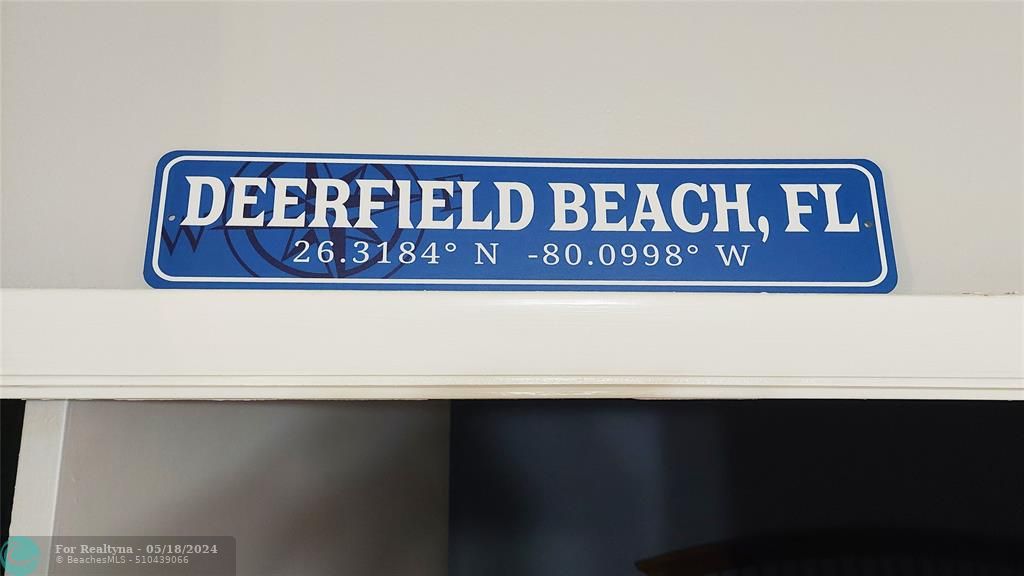 DEERFIELD BEACH, FL
W E
26.3184° N -80.0998° W
For Realtyna - 05/18/2024
© BeachesMLS - 510439066